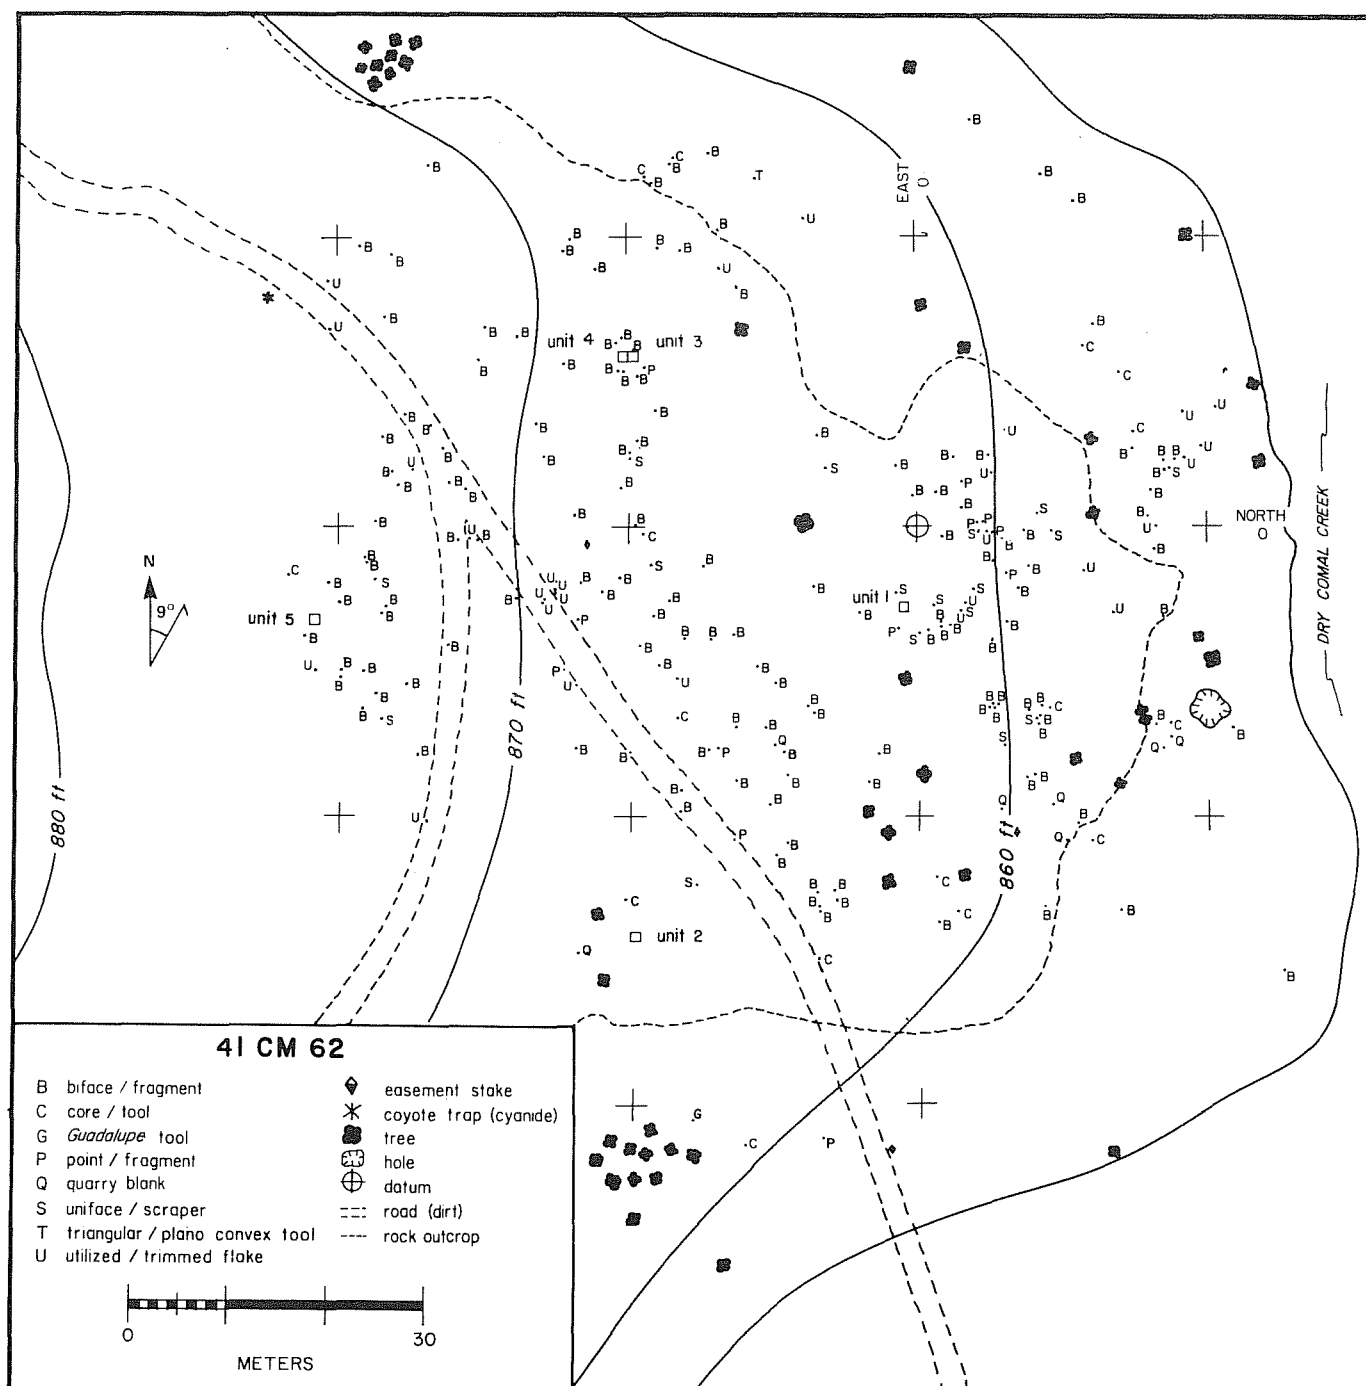 EAST
0
unit 4
unit 3
NORTH
0
DRY COMAL CREEK
N
9°
unit 1
unit 5
870 ft
880 ft
860 ft
unit 2
41 CM 62
B biface / fragment
C core / tool
G Guadalupe tool
P point / fragment
Q quarry blank
S uniface / scraper
T triangular / plano convex tool
U utilized / trimmed flake
easement stake
coyote trap (cyanide)
tree
hole
datum
road (dirt)
rock outcrop
0 30
METERS